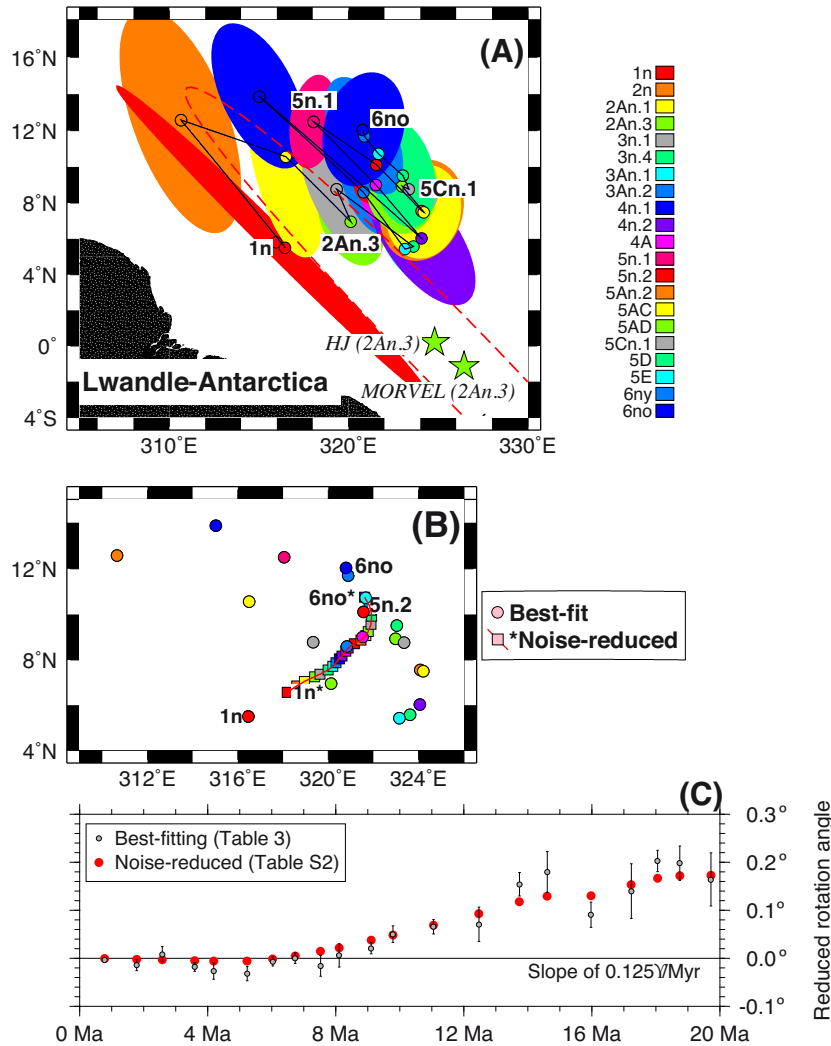 (A)
16°N
12°N
8°N
4°N
0°
4°S
310°E
320°E
330°E
5n.1
6no
5Cn.1
1n
2An.3
HJ (2An.3)
MORVEL (2An.3)
Lwandle-Antarctica
1n
2n
2An.1
2An.3
3n.1
3n.4
3An.1
3An.2
4n.1
4n.2
4A
5n.1
5n.2
5An.2
5AC
5AD
5Cn.1
5D
5E
6ny
6no
(B)
12°N
8°N
4°N
312°E
316°E
320°E
324°E
6no
6no*
5n.2
1n*
1n
Best-fit
*Noise-reduced
(C)
Best-fitting (Table 3)
Noise-reduced (Table S2)
Slope of 0.125Ỳ/Myr
0.3°
0.2°
0.1°
0.0°
-0.1°
Reduced rotation angle
0 Ma
4 Ma
8 Ma
12 Ma
16 Ma
20 Ma